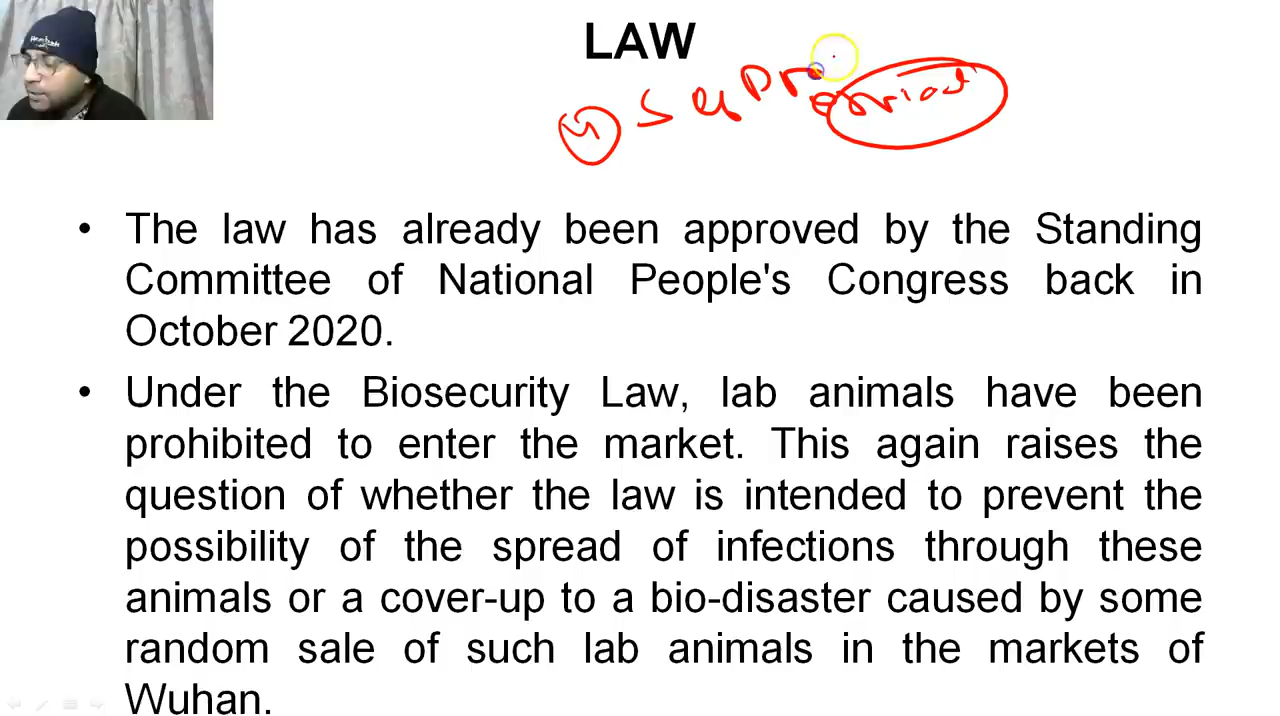 LAW
• The law has already been approved by the Standing
Committee of National People's Congress back in
October 2020.
• Under the Biosecurity Law, lab animals have been
prohibited to enter the market. This again raises the
question of whether the law is intended to prevent the
possibility of the spread of infections through these
animals or a cover-up to a bio-disaster caused by some
random sale of such lab animals in the markets of
Wuhan.